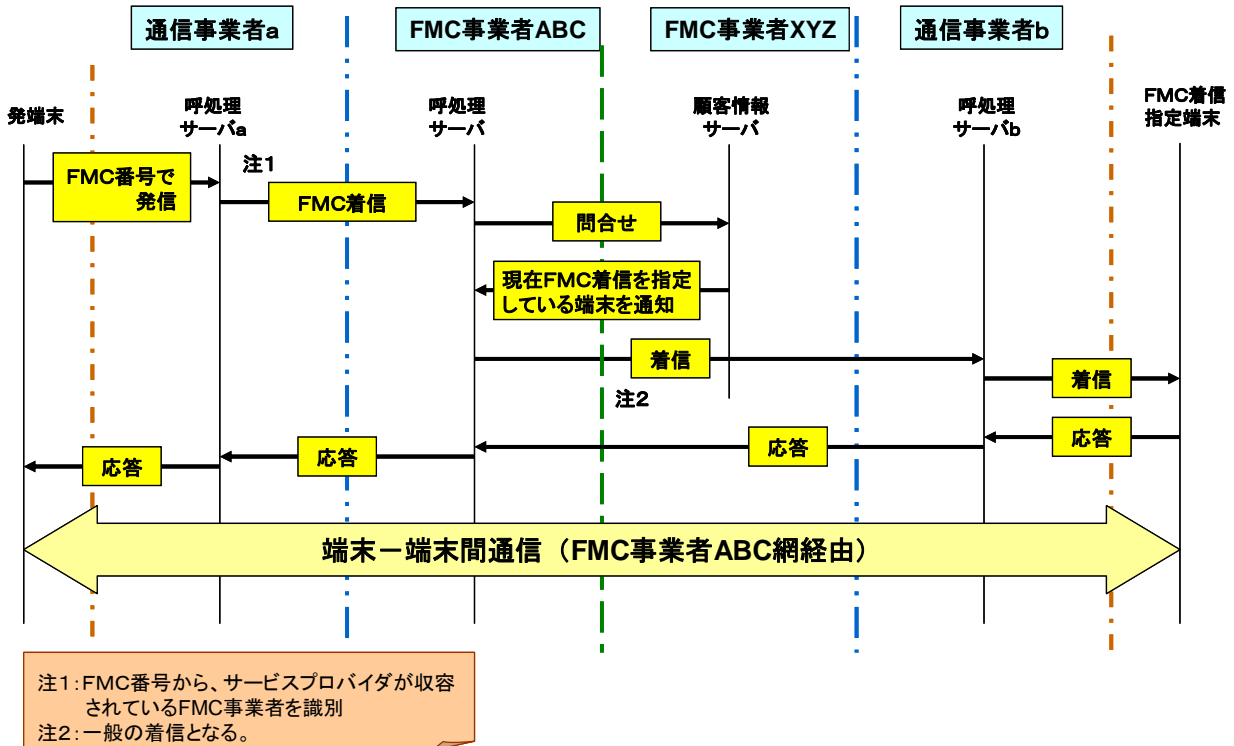 通信事業者a
FMC事業者ABC
FMC事業者XYZ
通信事業者b
発端末
呼処理
サーバa
呼処理
サーバ
顧客情報
サーバ
呼処理
サーバb
FMC着信
指定端末
FMC番号で
発信
注1
FMC着信
問合せ
現在FMC着信を指定
している端末を通知
着信
着信
注2
応答
応答
応答
応答
端末－端末間通信（FMC事業者ABC網経由）
注1：FMC番号から、サービスプロバイダが収容
されているFMC事業者を識別
注2：一般の着信となる。